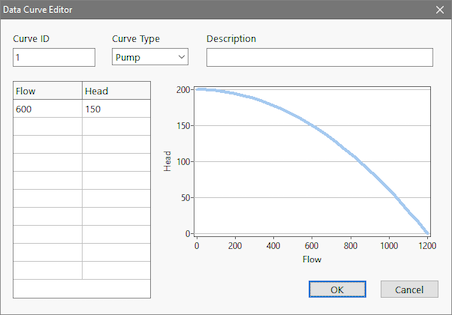 Data Curve Editor
Curve ID Curve Type Description
1 Pump
Flow Head
600 150
200
150
100
50
0
Head
0 200 400 600 800 1000 1200
Flow
OK Cancel